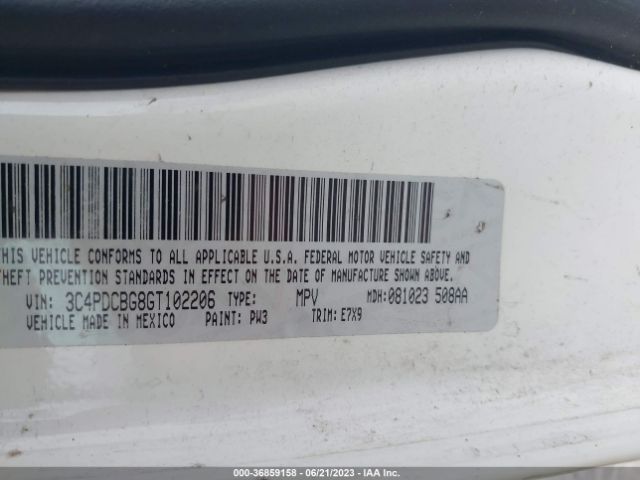 THIS VEHICLE CONFORMS TO ALL APPLICABLE U.S.A. FEDERAL MOTOR VEHICLE SAFETY AND
THEFT PREVENTION STANDARDS IN EFFECT ON THE DATE OF MANUFACTURE SHOWN ABOVE.
VIN: 3C4PDCBG8GT102206 TYPE: MPV MDH:081023 508AA
VEHICLE MADE IN MEXICO PAINT: PW3 TRIM:E7X9
000-36859158 - 06/21/2023 - IAA Inc.